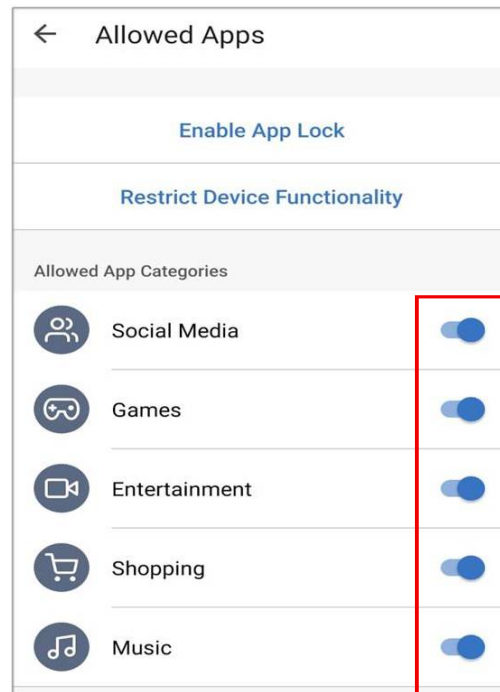 Allowed Apps
Enable App Lock
Restrict Device Functionality
Allowed App Categories
Social Media
Games
Entertainment
Shopping
Music